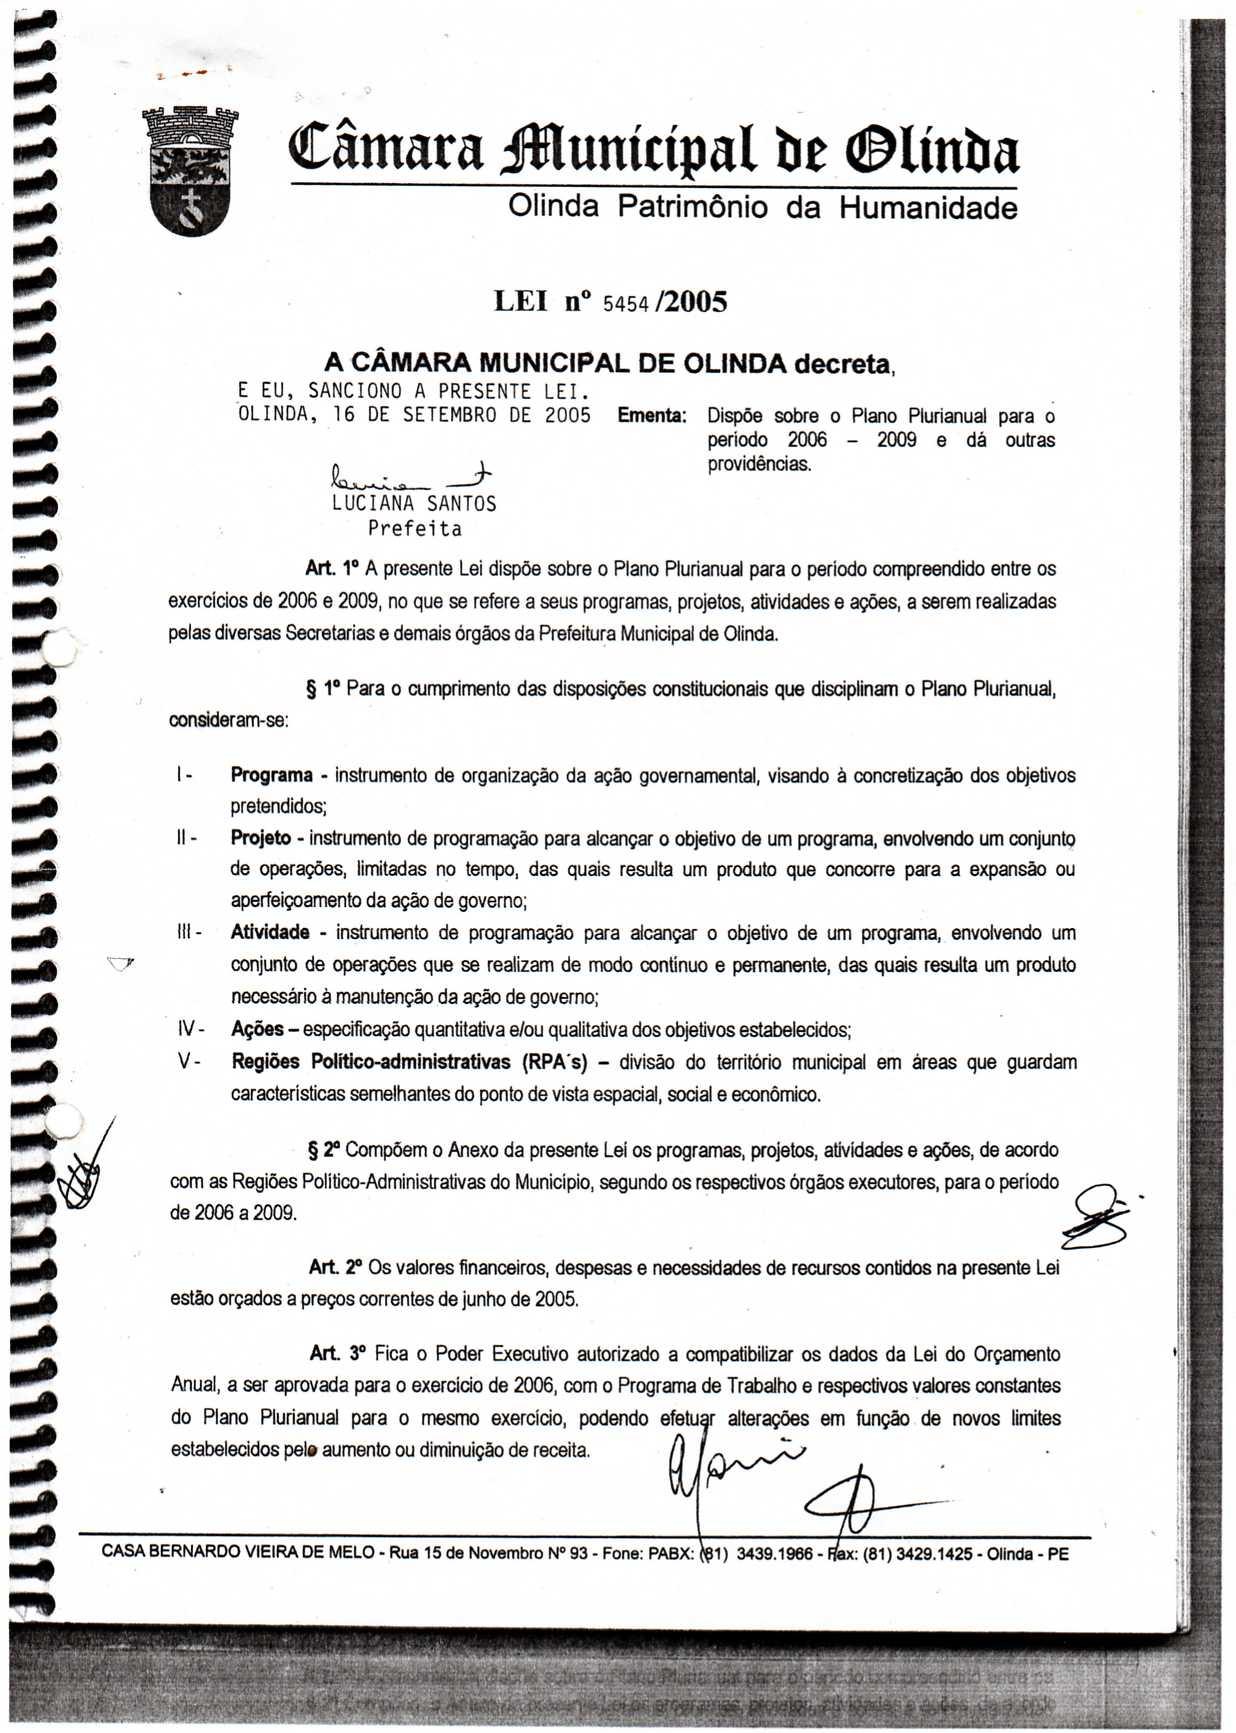 Câmara Municipal de Olinda
Olinda Patrimônio da Humanidade
LEI nº 5454/2005
A CÂMARA MUNICIPAL DE OLINDA decreta,
E EU, SANCIONO A PRESENTE LEI.
OLINDA, 16 DE SETEMBRO DE 2005
Ementa: Dispõe sobre o Plano Plurianual para o
período 2006 – 2009 e dá outras
providências.
LUCIANA SANTOS
Prefeita
Art. 1º A presente Lei dispõe sobre o Plano Plurianual para o período compreendido entre os
exercícios de 2006 e 2009, no que se refere a seus programas, projetos, atividades e ações, a serem realizadas
pelas diversas Secretarias e demais órgãos da Prefeitura Municipal de Olinda.
§ 1º Para o cumprimento das disposições constitucionais que disciplinam o Plano Plurianual,
consideram-se:
I - Programa - instrumento de organização da ação governamental, visando à concretização dos objetivos
pretendidos;
II - Projeto - instrumento de programação para alcançar o objetivo de um programa, envolvendo um conjunto
de operações, limitadas no tempo, das quais resulta um produto que concorre para a expansão ou
aperfeiçoamento da ação de governo;
III - Atividade - instrumento de programação para alcançar o objetivo de um programa, envolvendo um
conjunto de operações que se realizam de modo contínuo e permanente, das quais resulta um produto
necessário à manutenção da ação de governo;
IV - Ações – especificação quantitativa e/ou qualitativa dos objetivos estabelecidos;
V - Regiões Político-administrativas (RPA´s) – divisão do território municipal em áreas que guardam
características semelhantes do ponto de vista espacial, social e econômico.
§ 2º Compõem o Anexo da presente Lei os programas, projetos, atividades e ações, de acordo
com as Regiões Político-Administrativas do Município, segundo os respectivos órgãos executores, para o período
de 2006 a 2009.
Art. 2º Os valores financeiros, despesas e necessidades de recursos contidos na presente Lei
estão orçados a preços correntes de junho de 2005.
Art. 3º Fica o Poder Executivo autorizado a compatibilizar os dados da Lei do Orçamento
Anual, a ser aprovada para o exercício de 2006, com o Programa de Trabalho e respectivos valores constantes
do Plano Plurianual para o mesmo exercício, podendo efetuar alterações em função de novos limites
estabelecidos pelo aumento ou diminuição de receita.
CASA BERNARDO VIEIRA DE MELO - Rua 15 de Novembro Nº 93 - Fone: PABX: (81) 3439.1966 - Fax: (81) 3429.1425 - Olinda - PE